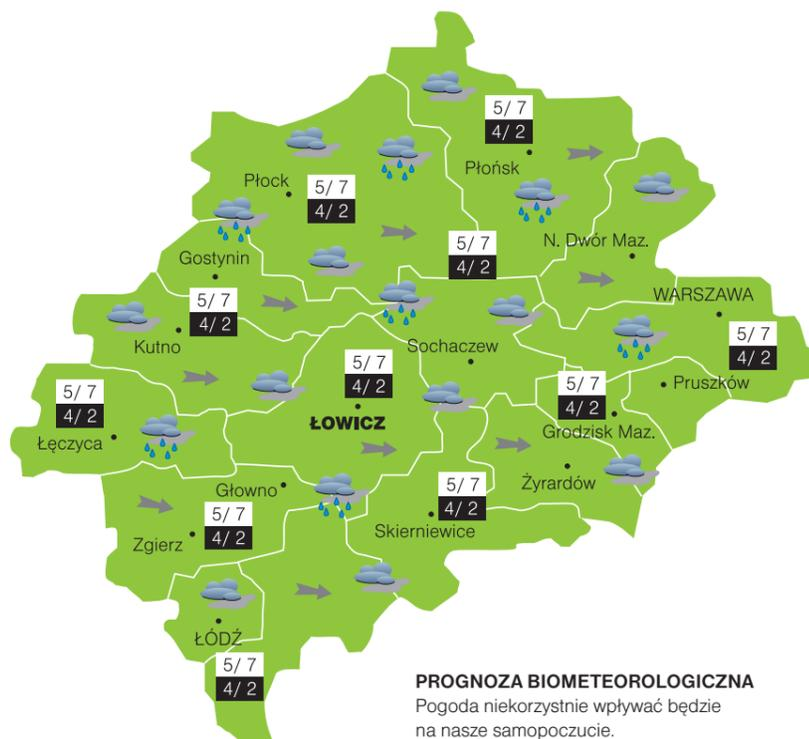 5/ 7
4/ 2
Płońsk
Płock
5/ 7
4/ 2
5/ 7
4/ 2
N. Dwór Maz.
Gostynin
WARSZAWA
5/ 7
4/ 2
Kutno
Sochaczew
5/ 7
4/ 2
5/ 7
4/ 2
ŁOWICZ
5/ 7
4/ 2
Pruszków
Grodzisk Maz.
5/ 7
4/ 2
Łęczyca
Głowno
Żyrardów
5/ 7
4/ 2
Skierniewice
5/ 7
4/ 2
Zgierz
ŁÓDŹ
5/ 7
4/ 2
PROGNOZA BIOMETEOROLOGICZNA
Pogoda niekorzystnie wpływać będzie
na nasze samopoczucie.